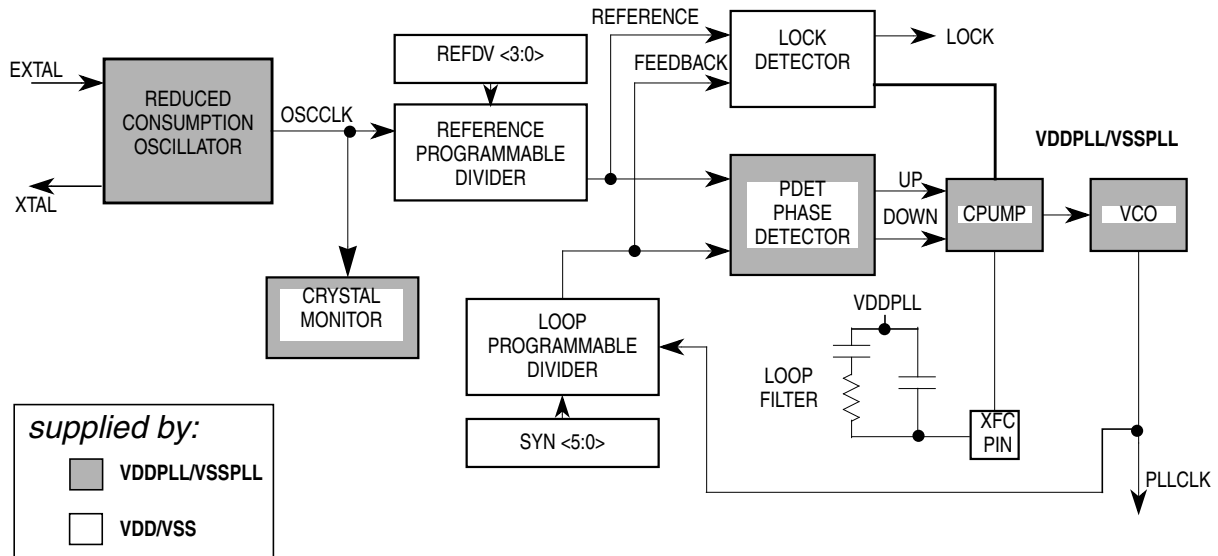 REFERENCE
LOCK
DETECTOR
LOCK
REFDV <3:0>
FEEDBACK
EXTAL
REDUCED
CONSUMPTION
OSCILLATOR
OSCCLK
REFERENCE
PROGRAMMABLE
DIVIDER
VDDPLL/VSSPLL
XTAL
PDET
PHASE
DETECTOR
UP
DOWN
CPUMP
VCO
CRYSTAL
MONITOR
LOOP
PROGRAMMABLE
DIVIDER
VDDPLL
LOOP
FILTER
XFC
PIN
SYN <5:0>
PLLCLK
supplied by:
VDDPLL/VSSPLL
VDD/VSS